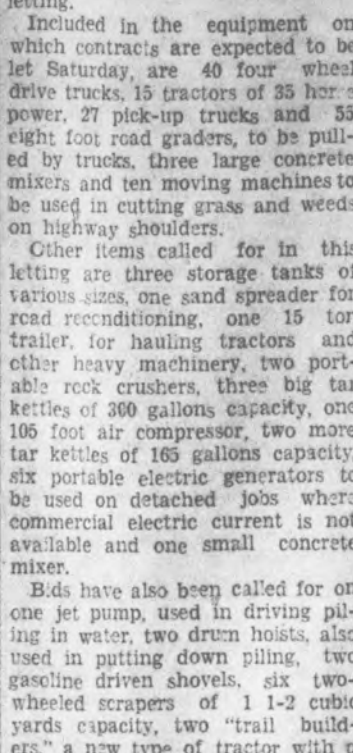 letting.
Included in the equipment on
which contracts are expected to be
let Saturday, are 40 four wheel
drive trucks, 15 tractors of 35 horse
power, 27 pick-up trucks and 55
eight foot road graders, to be pull-
ed by trucks, three large concrete
mixers and ten moving machines to
be used in cutting grass and weeds
on highway shoulders.
Other items called for in this
letting are three storage tanks of
various sizes, one sand spreader for
road reconditioning, one 15 ton
trailer, for hauling tractors and
other heavy machinery, two port-
able rock crushers, three big tar
kettles of 300 gallons capacity, one
105 foot air compressor, two more
tar kettles of 165 gallons capacity,
six portable electric generators to
be used on detached jobs where
commercial electric current is not
available and one small concrete
mixer.
Bids have also been called for on
one jet pump, used in driving pil-
ing in water, two drum hoists, also
used in putting down piling, two
gasoline driven shovels, six two-
wheeled scrapers of 1 1-2 cubic
yards capacity, two "trail build-
ers," a new type of tractor with